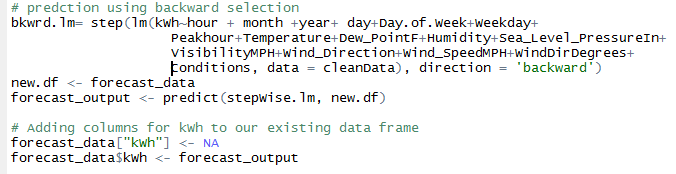 # predction using backward selection
bkwrd.lm= step(lm(kwh~hour + month +year+ day+Day.of.Week+Weekday+
Peakhour+Temperature+Dew_PointF+Humidity+Sea_Level_PressureIn+
VisibilityMPH+Wind_Direction+Wind_SpeedMPH+WindDirDegrees+
Conditions, data = cleanData), direction = 'backward')
new.df <- forecast_data
forecast_output <- predict(stepWise.lm, new.df)
# Adding columns for kWh to our existing data frame
forecast_data["kWh"] <- NA
forecast_data$kWh <- forecast_output